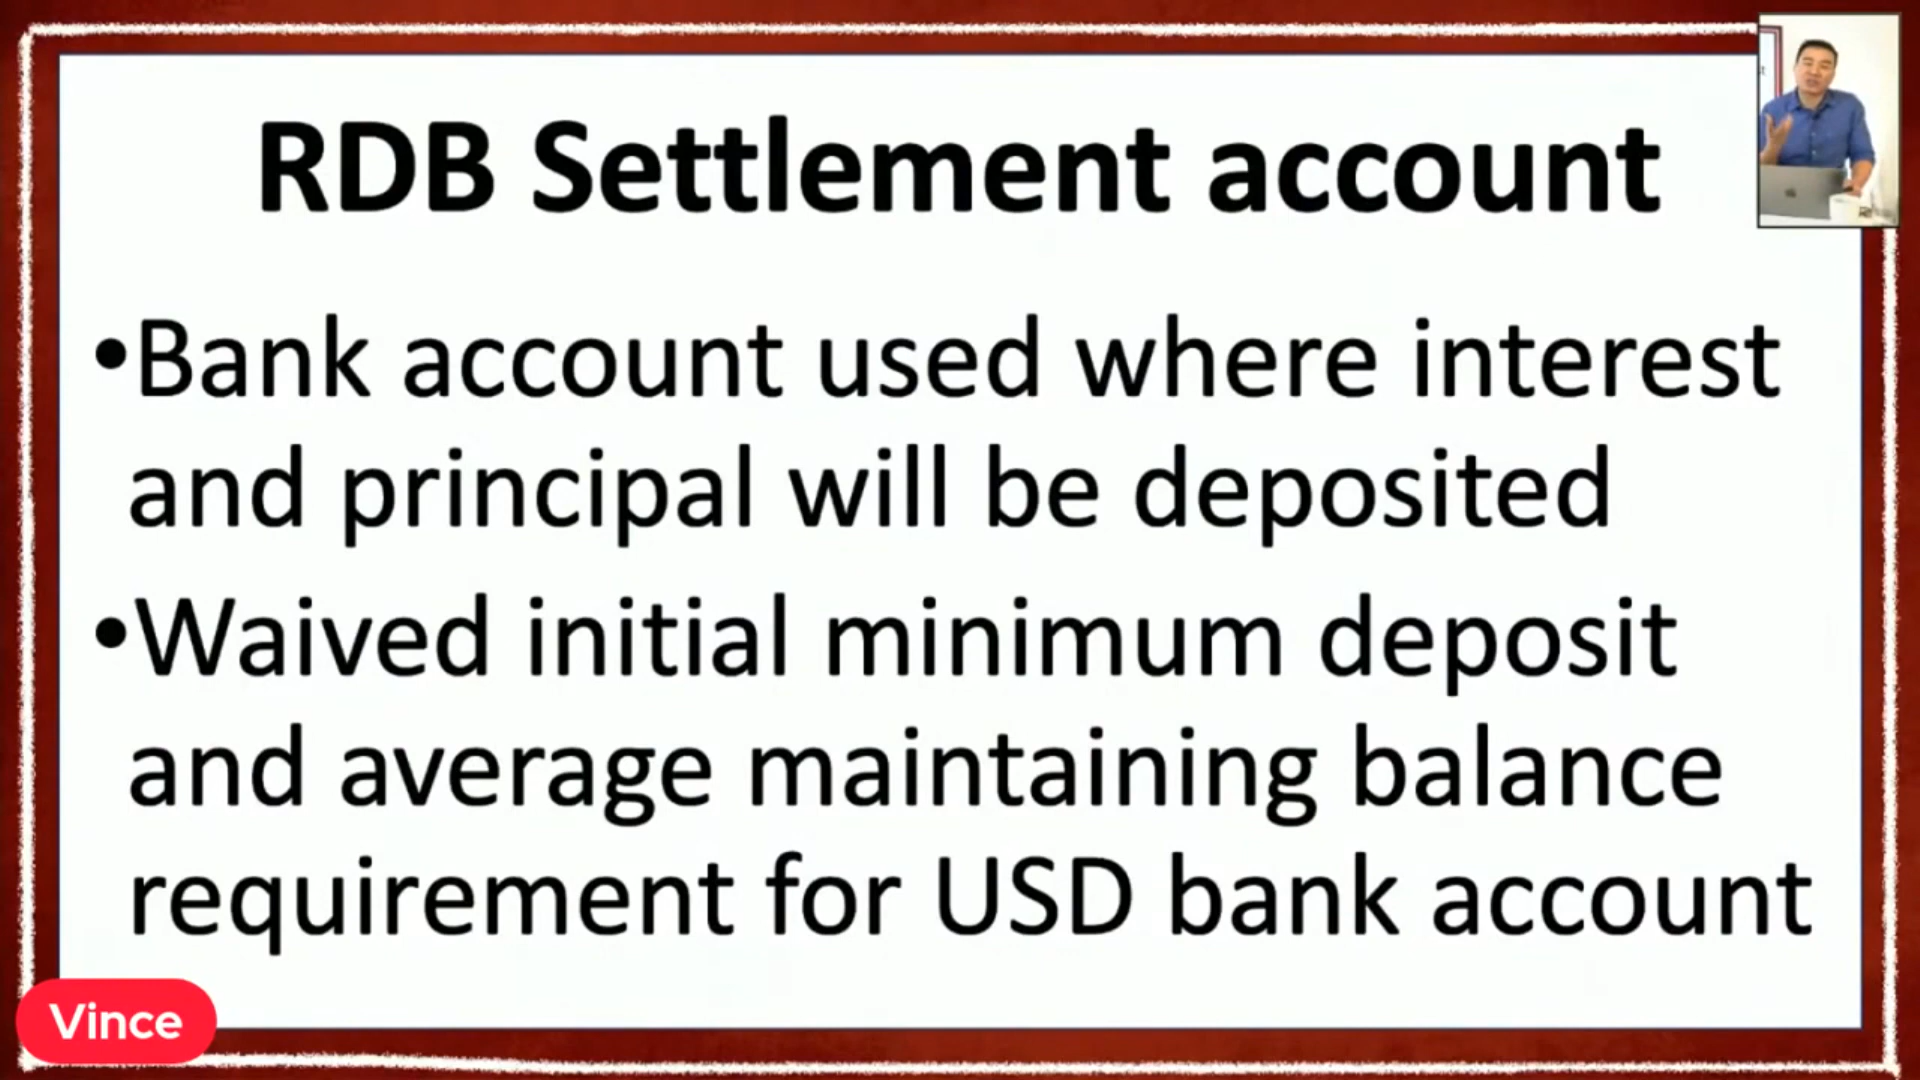 RDB Settlement account
•Bank account used where interest
and principal will be deposited
•Waived initial minimum deposit
and average maintaining balance
requirement for USD bank account
Vince